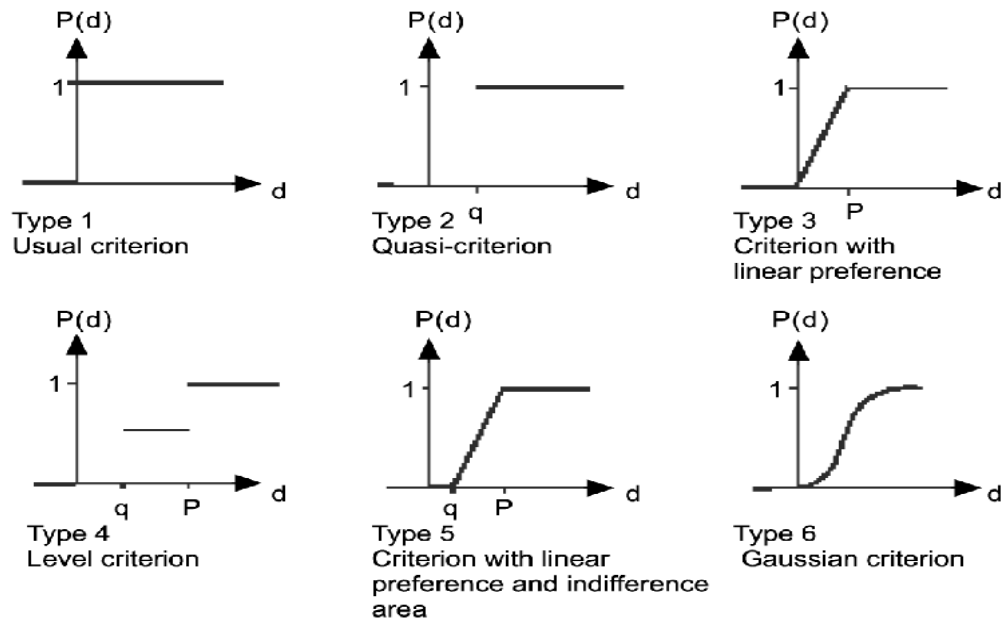 P(d)
1
d
Type 1
Usual criterion
P(d)
1
q
d
Type 2
Quasi-criterion
P(d)
1
P
d
Type 3
Criterion with
linear preference
P(d)
1
q
P
d
Type 4
Level criterion
P(d)
1
q
P
d
Type 5
Criterion with linear
preference and indifference
area
P(d)
1
d
Type 6
Gaussian criterion